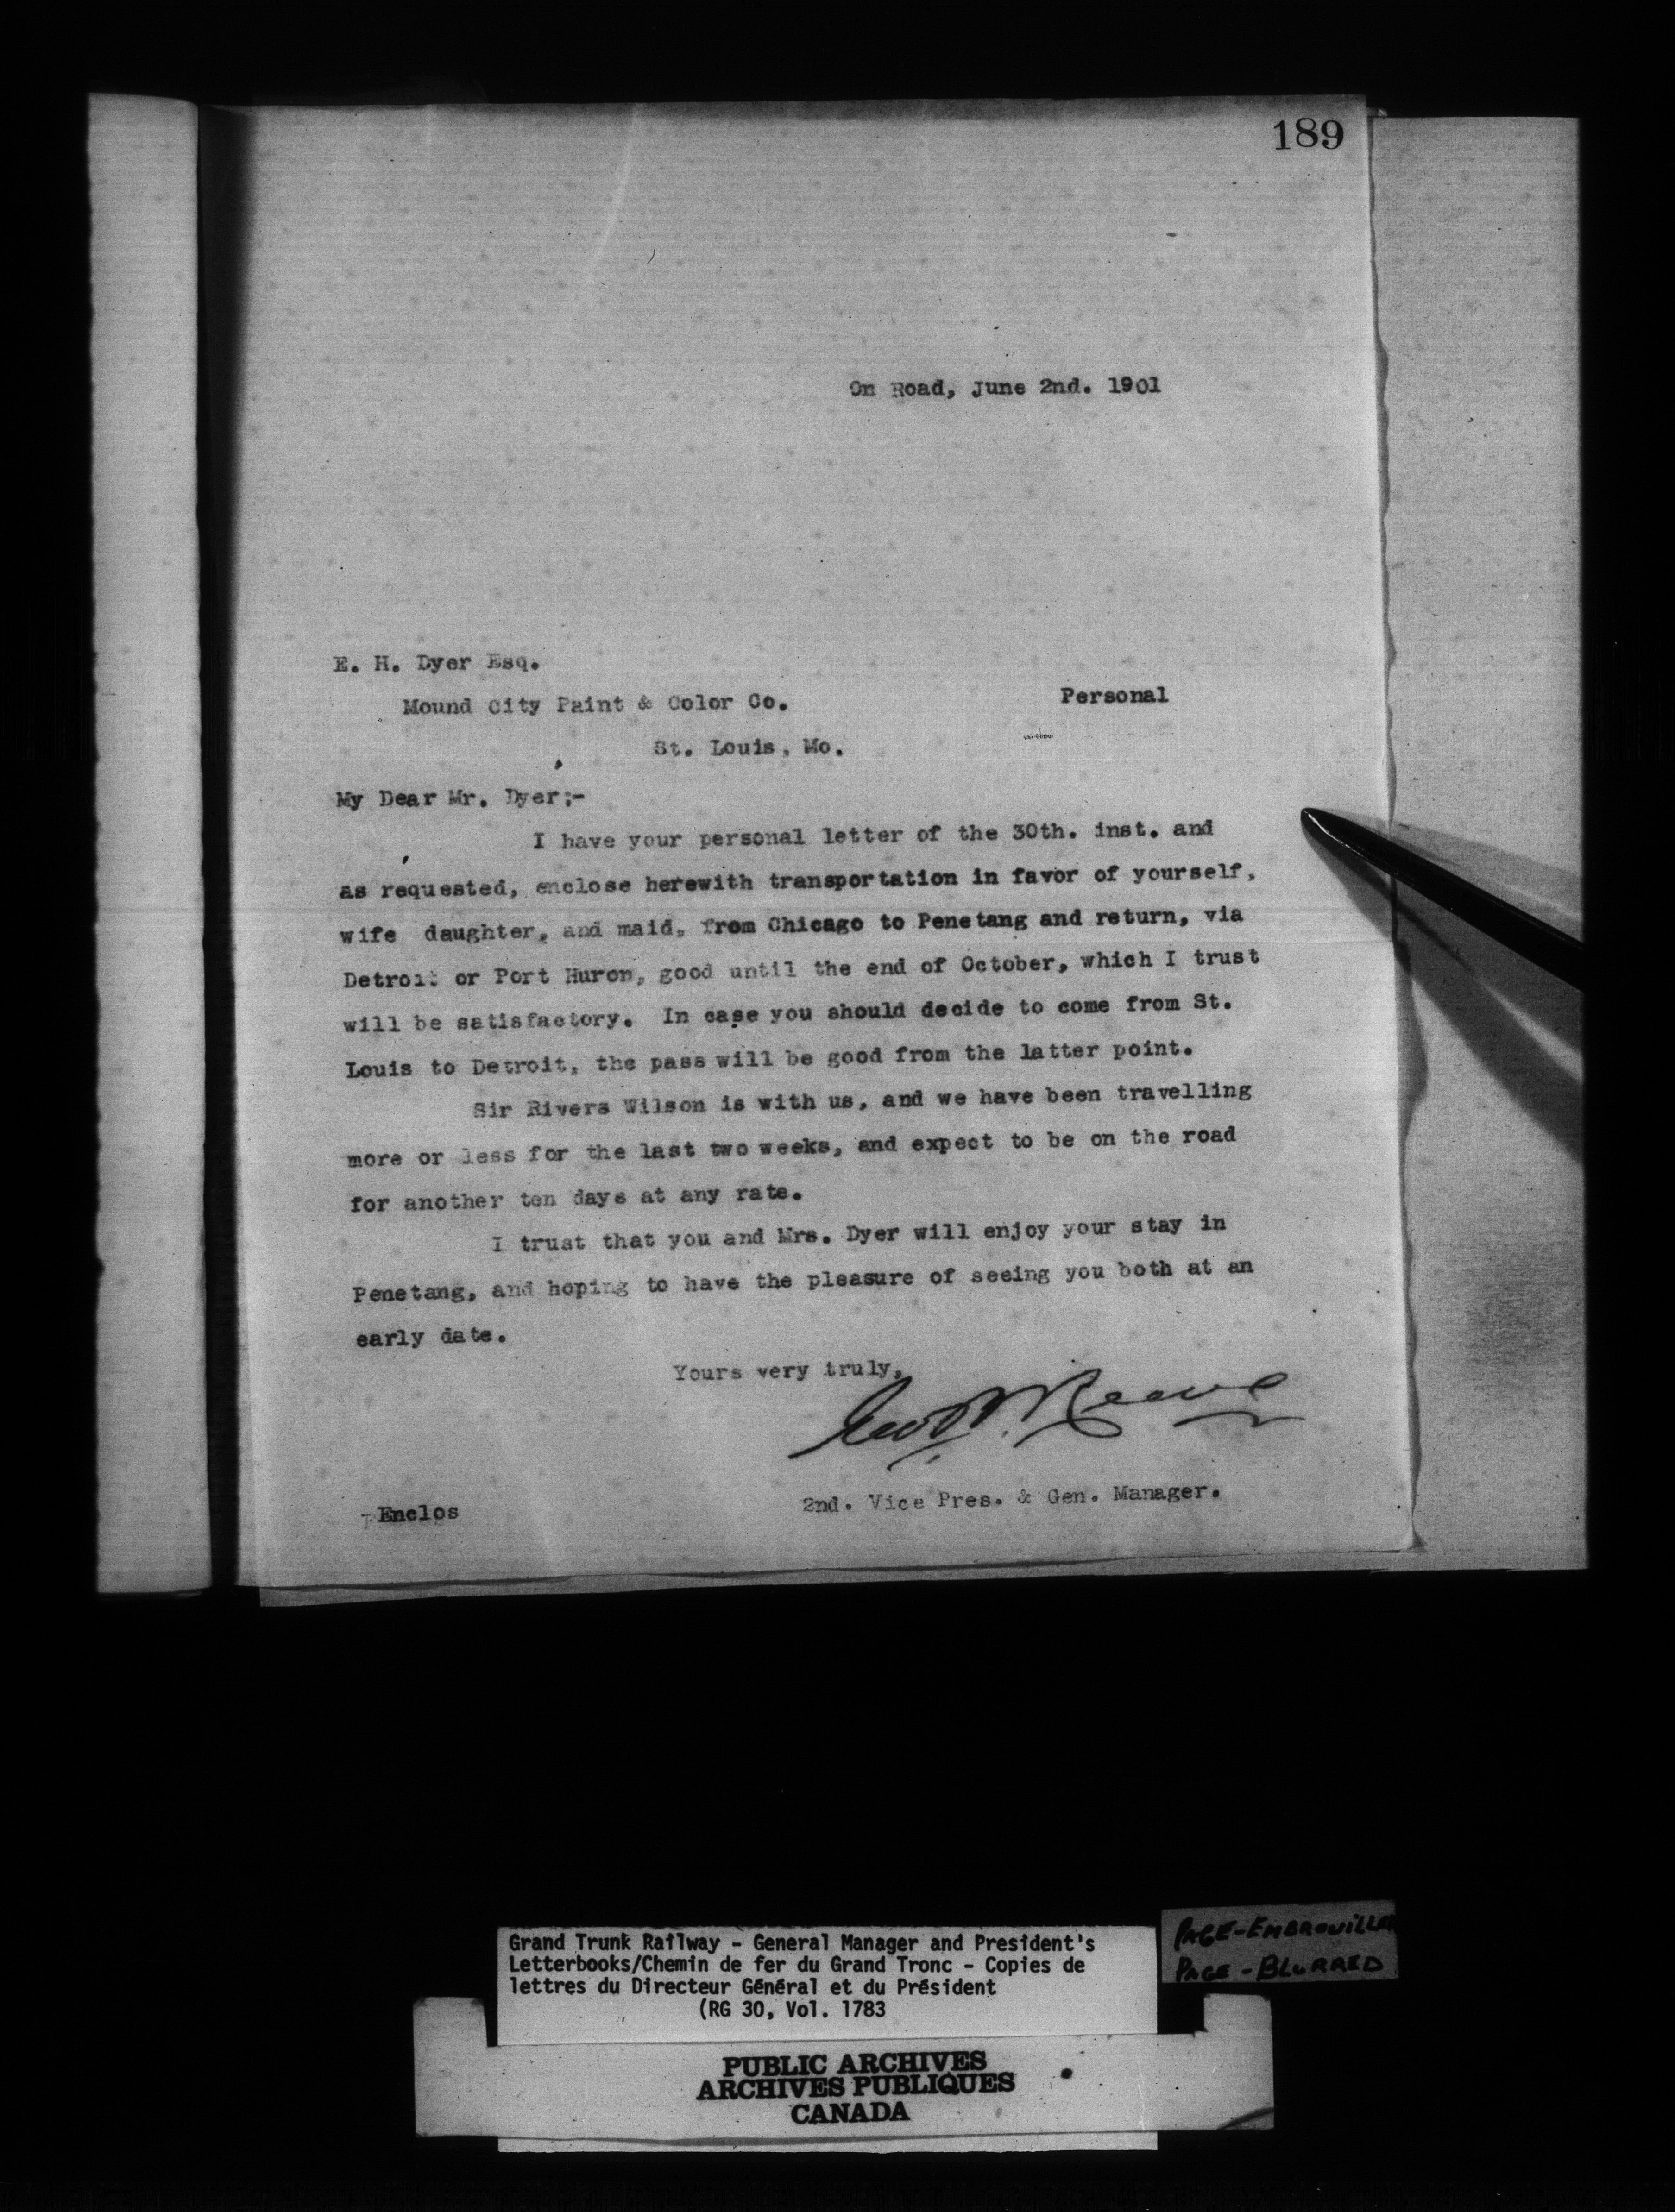 189
On Road, June 2nd. 1901
E. H. Dyer Esq.
Mound City Paint & Color Co.
Personal
St. Louis, Mo.
My Dear Mr. Dyer;-
I have your personal letter of the 30th. inst. and
as requested, enclose herewith transportation in favor of yourself,
wife daughter, and maid, from Chicago to Penetang and return, via
Detroit or Port Huron, good until the end of October, which I trust
will be satisfactory. In case you should decide to come from St.
Louis to Detroit, the pass will be good from the latter point.
Sir Rivers Wilson is with us, and we have been travelling
more or less for the last two weeks, and expect to be on the road
for another ten days at any rate.
I trust that you and Mrs. Dyer will enjoy your stay in
Penetang, and hoping to have the pleasure of seeing you both at an
early date.
Yours very truly,
Geo. B. Reeve
2nd. Vice Pres. & Gen. Manager.
Enclos
Grand Trunk Railway - General Manager and President's
Letterbooks/Chemin de fer du Grand Tronc - Copies de
lettres du Directeur Général et du Président
(RG 30, Vol. 1783
PAGE-EMBROUILLE
PAGE-BLURRED
PUBLIC ARCHIVES
ARCHIVES PUBLIQUES
CANADA